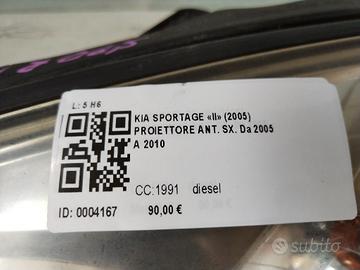 L: 5 H6
KIA SPORTAGE «II» (2005)
PROIETTORE ANT. SX. Da 2005
A 2010
CC:1991 diesel
ID: 0004167 90,00 €
subito